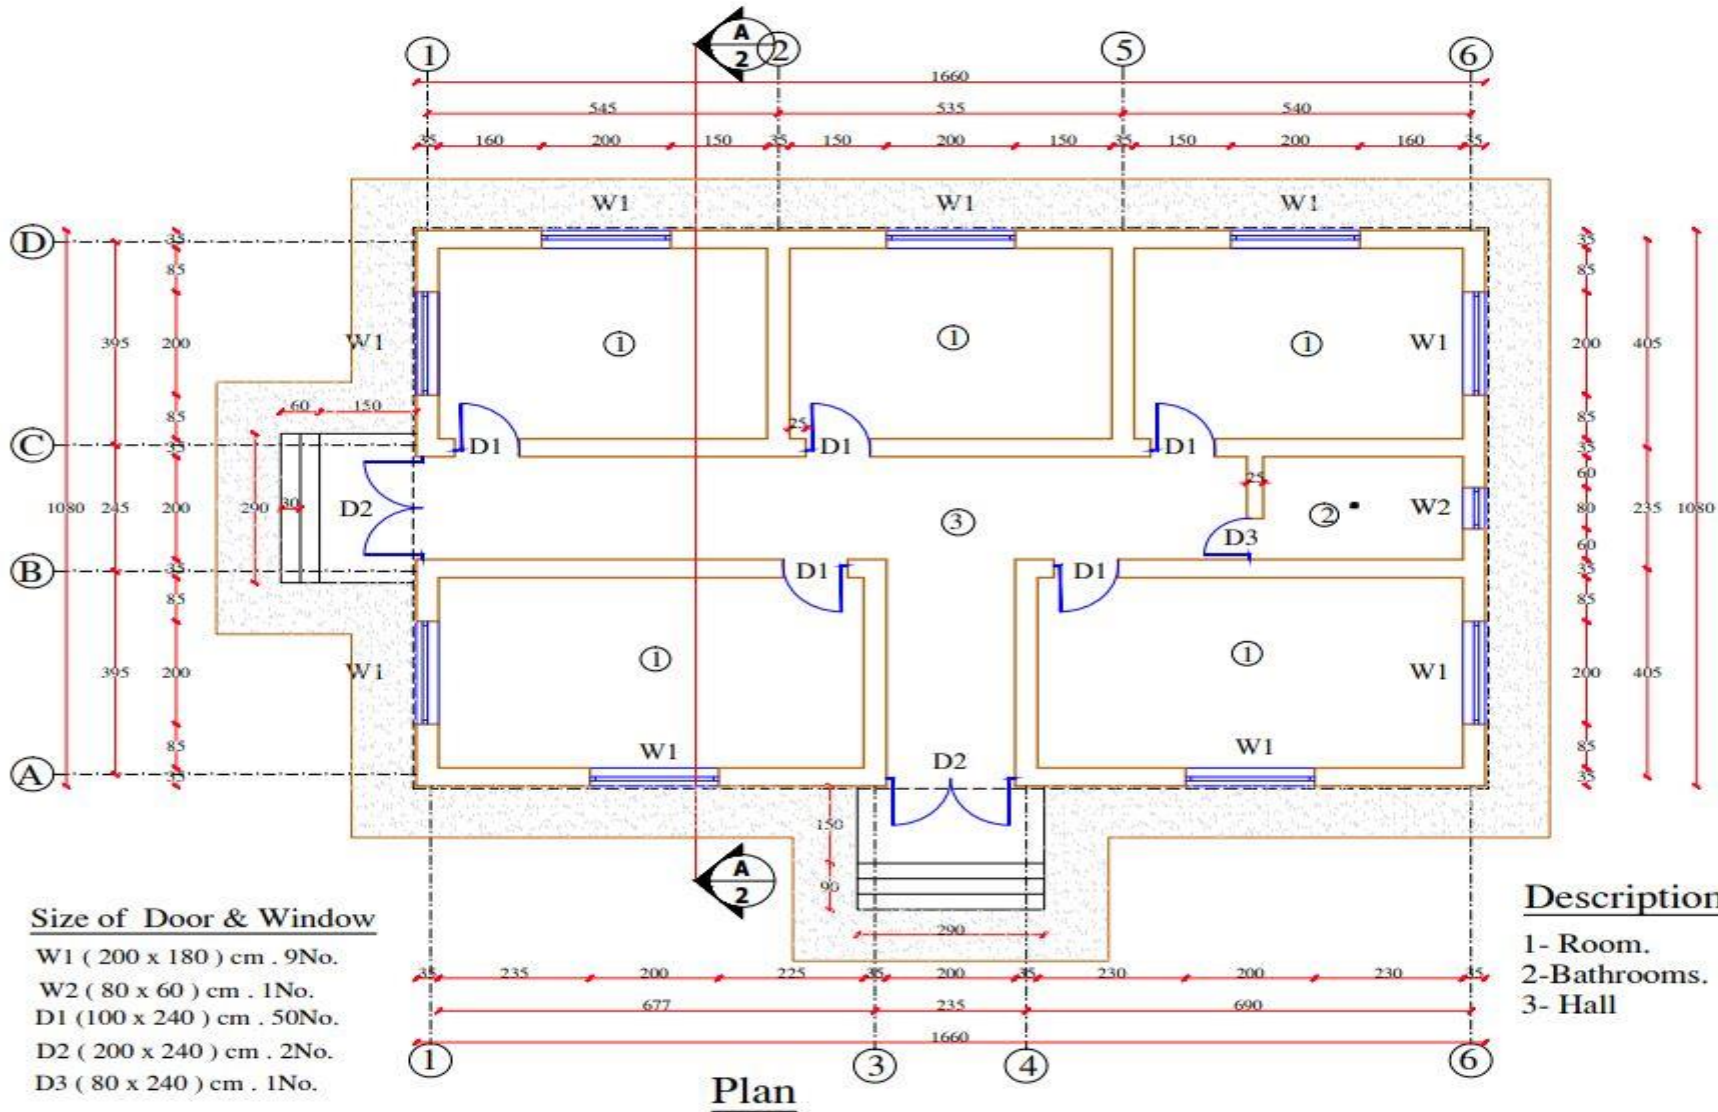 1 A 2 2 5 6
1660
545 535 540
35 160 200 150 35 150 200 150 35 150 200 160 35
W1 W1 W1
D 35 35
85 85
W1 1 1 1 W1
395 200 200 405
60 150 85 85
C 35 D1 25 D1 D1 35
60
25
1080 245 200 290 30 D2 3 2 W2 80 235 1080
D3 60
B 35 D1 D1 35
85 85
W1 1 1 W1
395 200 200 405
85 W1 D2 W1 85
A 35 35
150
A 2 90
290
35 235 200 225 35 200 35 230 200 230 35
677 235 690
1660
1 3 4 6
Plan
Size of Door & Window
W1 ( 200 x 180 ) cm . 9No.
W2 ( 80 x 60 ) cm . 1No.
D1 (100 x 240 ) cm . 50No.
D2 ( 200 x 240 ) cm . 2No.
D3 ( 80 x 240 ) cm . 1No.
Description
1- Room.
2-Bathrooms.
3- Hall